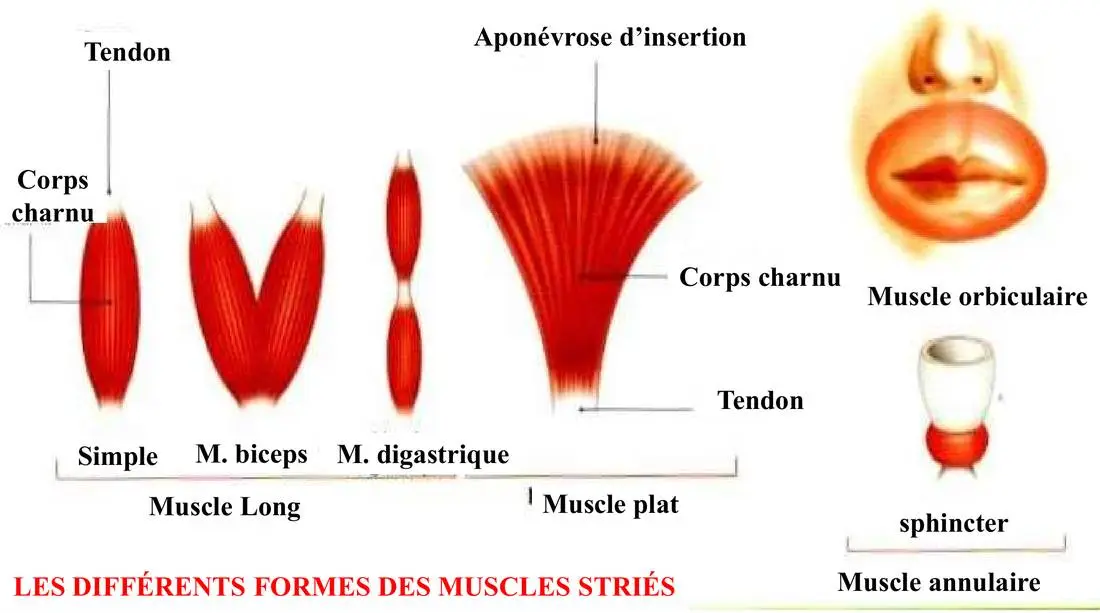 Tendon
Aponévrose d'insertion
Corps
charnu
Corps charnu
Muscle orbiculaire
Tendon
Simple
M. biceps
M. digastrique
Muscle Long
Muscle plat
sphincter
Muscle annulaire
LES DIFFÉRENTS FORMES DES MUSCLES STRIÉS